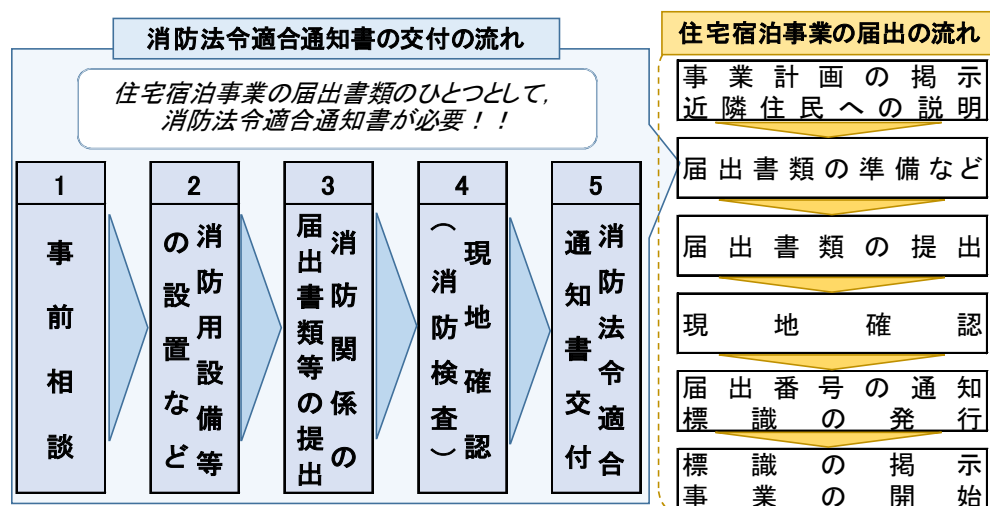 消防法令適合通知書の交付の流れ
住宅宿泊事業の届出書類のひとつとして,
消防法令適合通知書が必要！！
1
事前相談
2
消防用設備等
の設置など
3
消防関係の
届出書類等の提出
4
現地確認
（消防検査）
5
消防法令適合
通知書交付
住宅宿泊事業の届出の流れ
事業計画の掲示
近隣住民への説明
届出書類の準備など
届出書類の提出
現地確認
届出番号の通知
標識の発行
標識の掲示
事業の開始